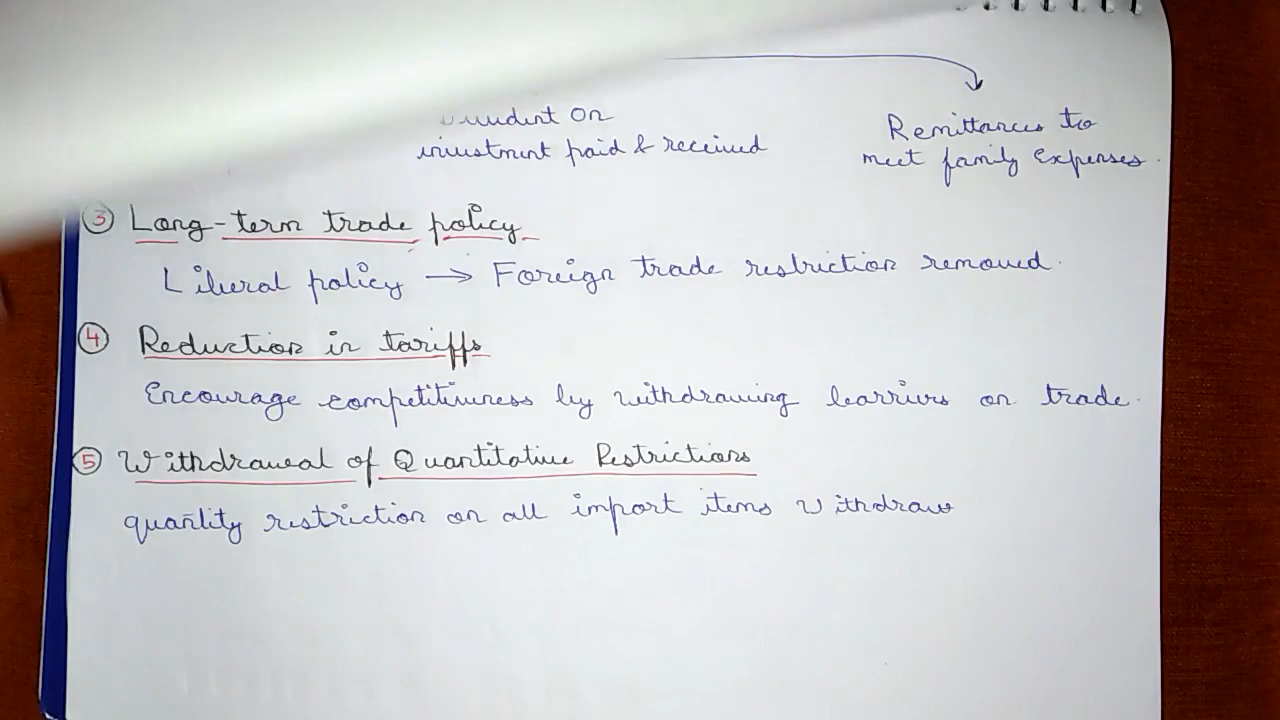 On
investment paid & received
Remittances to
meet family Expenses.
③ Long-term trade policy
Liberal policy → Foreign trade restriction removed.
④ Reduction in tariffs
Encourage competitiveness by withdrawing barriers on trade.
⑤ Withdrawal of Quantitative Restrictions
quantity restriction on all import items withdraw